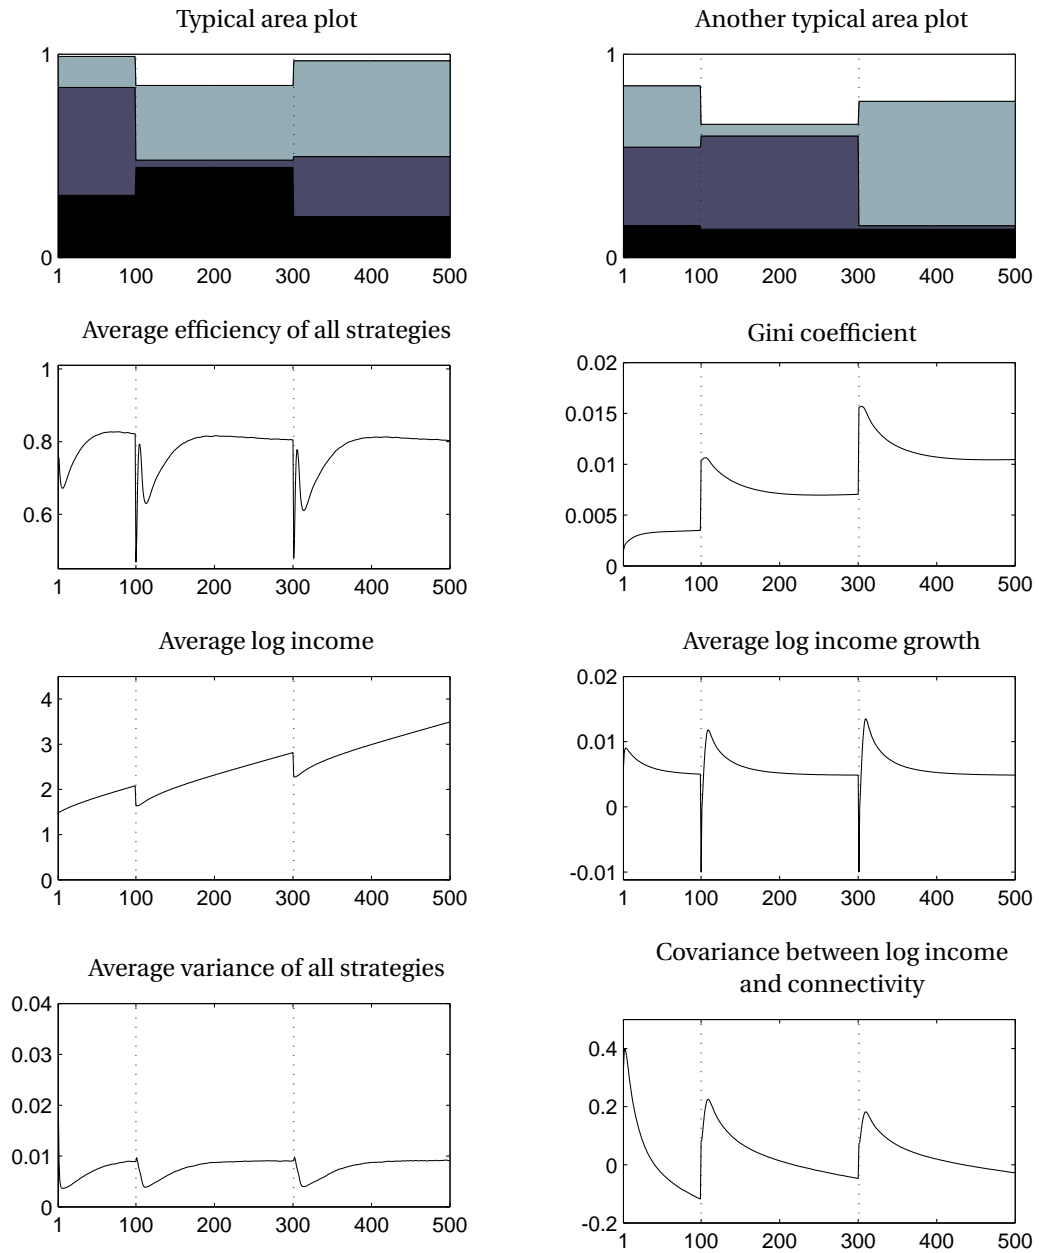 Typical area plot
1
0
1 100 200 300 400 500
Another typical area plot
1
0
1 100 200 300 400 500
Average efficiency of all strategies
1
0.8
0.6
1 100 200 300 400 500
Gini coefficient
0.02
0.015
0.01
0.005
0
1 100 200 300 400 500
Average log income
4
3
2
1
0
1 100 200 300 400 500
Average log income growth
0.02
0.01
0
-0.01
1 100 200 300 400 500
Average variance of all strategies
0.04
0.03
0.02
0.01
0
1 100 200 300 400 500
Covariance between log income
and connectivity
0.4
0.2
0
-0.2
1 100 200 300 400 500